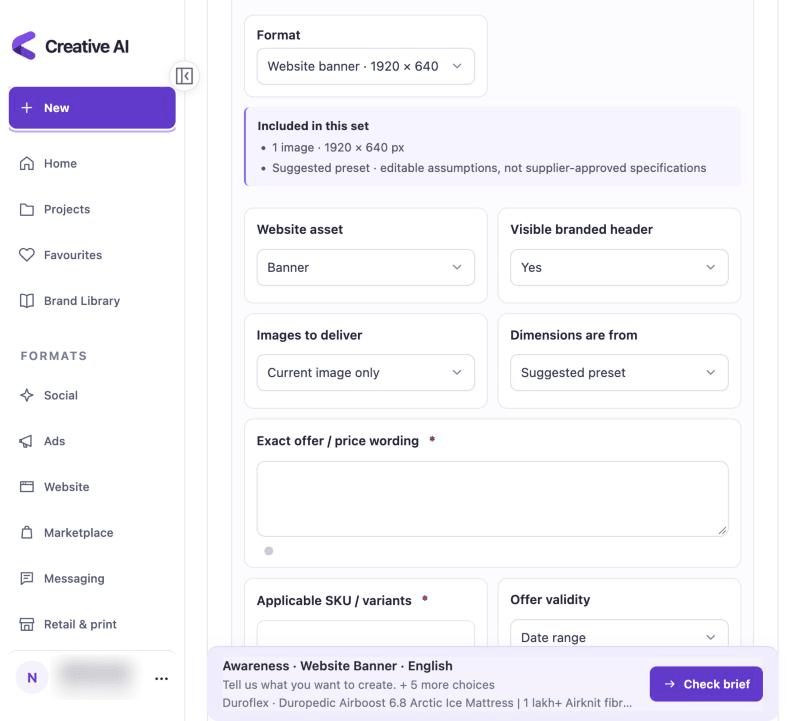 Creative AI
New
Home
Projects
Favourites
Brand Library
FORMATS
Social
Ads
Website
Marketplace
Messaging
Retail & print
N
Format
Website banner · 1920 × 640
Included in this set
• 1 image · 1920 × 640 px
• Suggested preset · editable assumptions, not supplier-approved specifications
Website asset
Banner
Visible branded header
Yes
Images to deliver
Current image only
Dimensions are from
Suggested preset
Exact offer / price wording *
Applicable SKU / variants *
Offer validity
Date range
Awareness · Website Banner · English
Tell us what you want to create. + 5 more choices
Duroflex · Duropedic Airboost 6.8 Arctic Ice Mattress | 1 lakh+ Airknit fibr...
→ Check brief